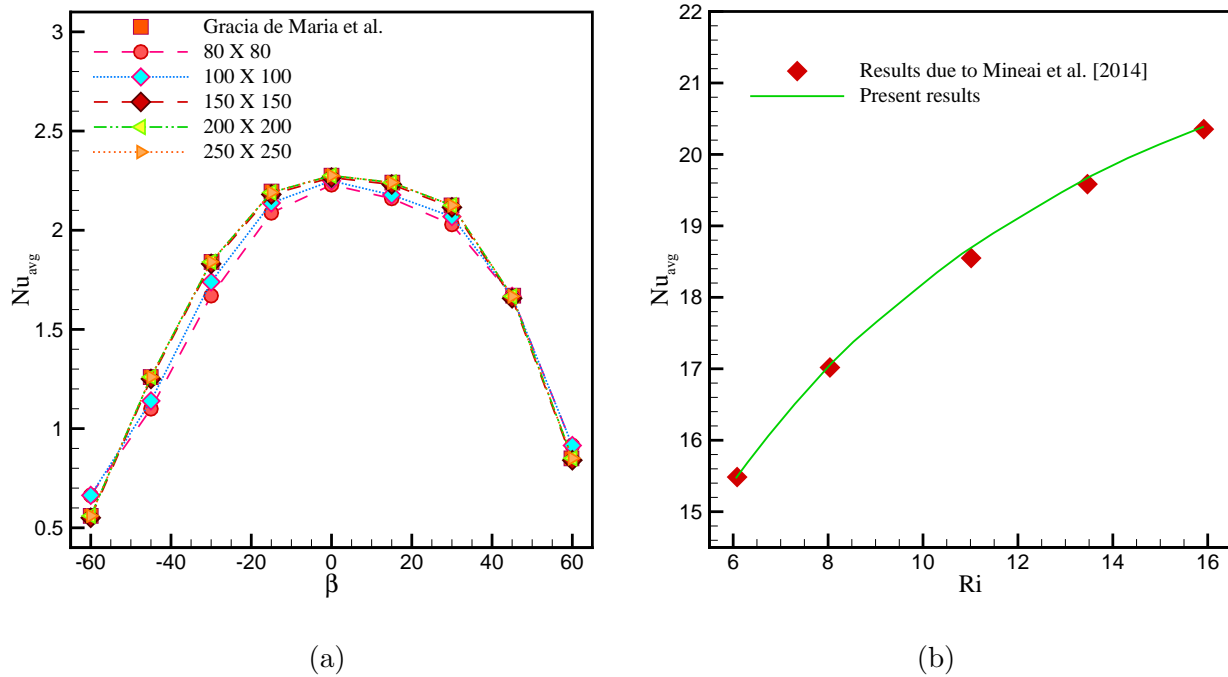 3
2.5
2
1.5
1
0.5
Nu_avg
Gracia de Maria et al.
80 X 80
100 X 100
150 X 150
200 X 200
250 X 250
-60 -40 -20 0 20 40 60
β
(a)
22
21
20
19
18
17
16
15
Nu_avg
Results due to Mineai et al. [2014]
Present results
6 8 10 12 14 16
Ri
(b)